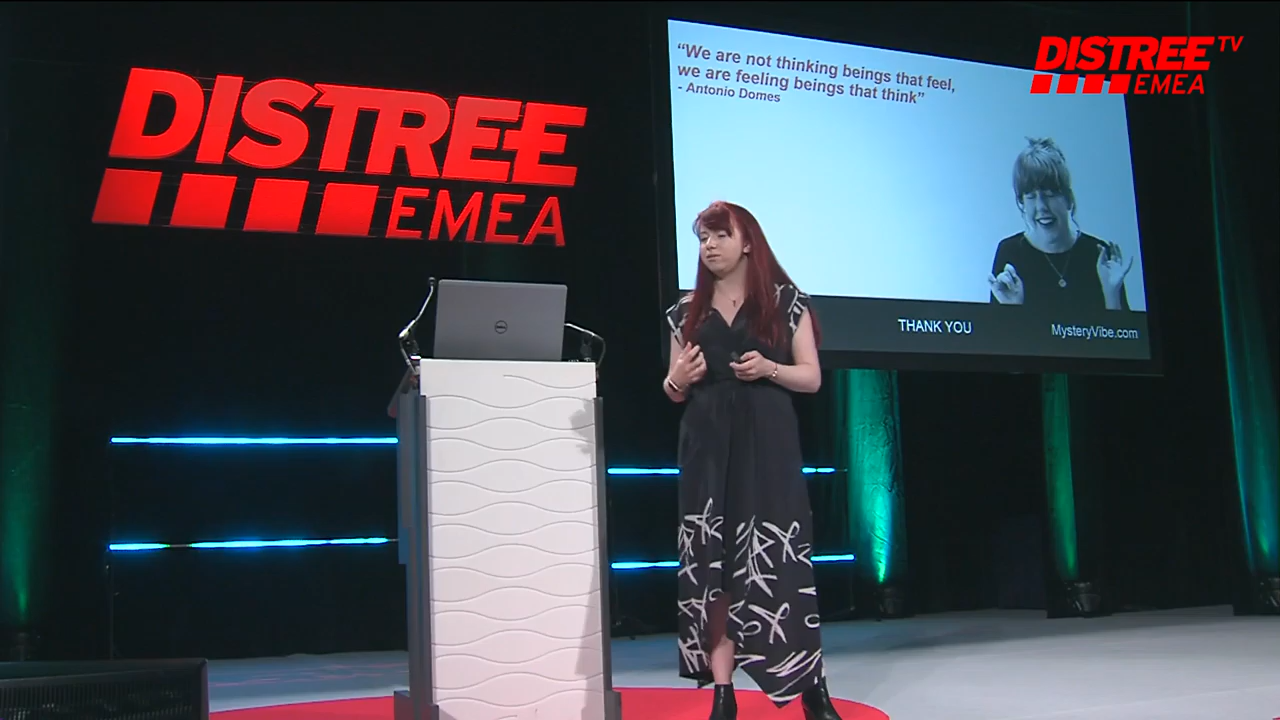 DISTREE
EMEA
“We are not thinking beings that feel,
we are feeling beings that think”
- Antonio Domes
THANK YOU
MysteryVibe.com
DISTREE TV
EMEA
DELL